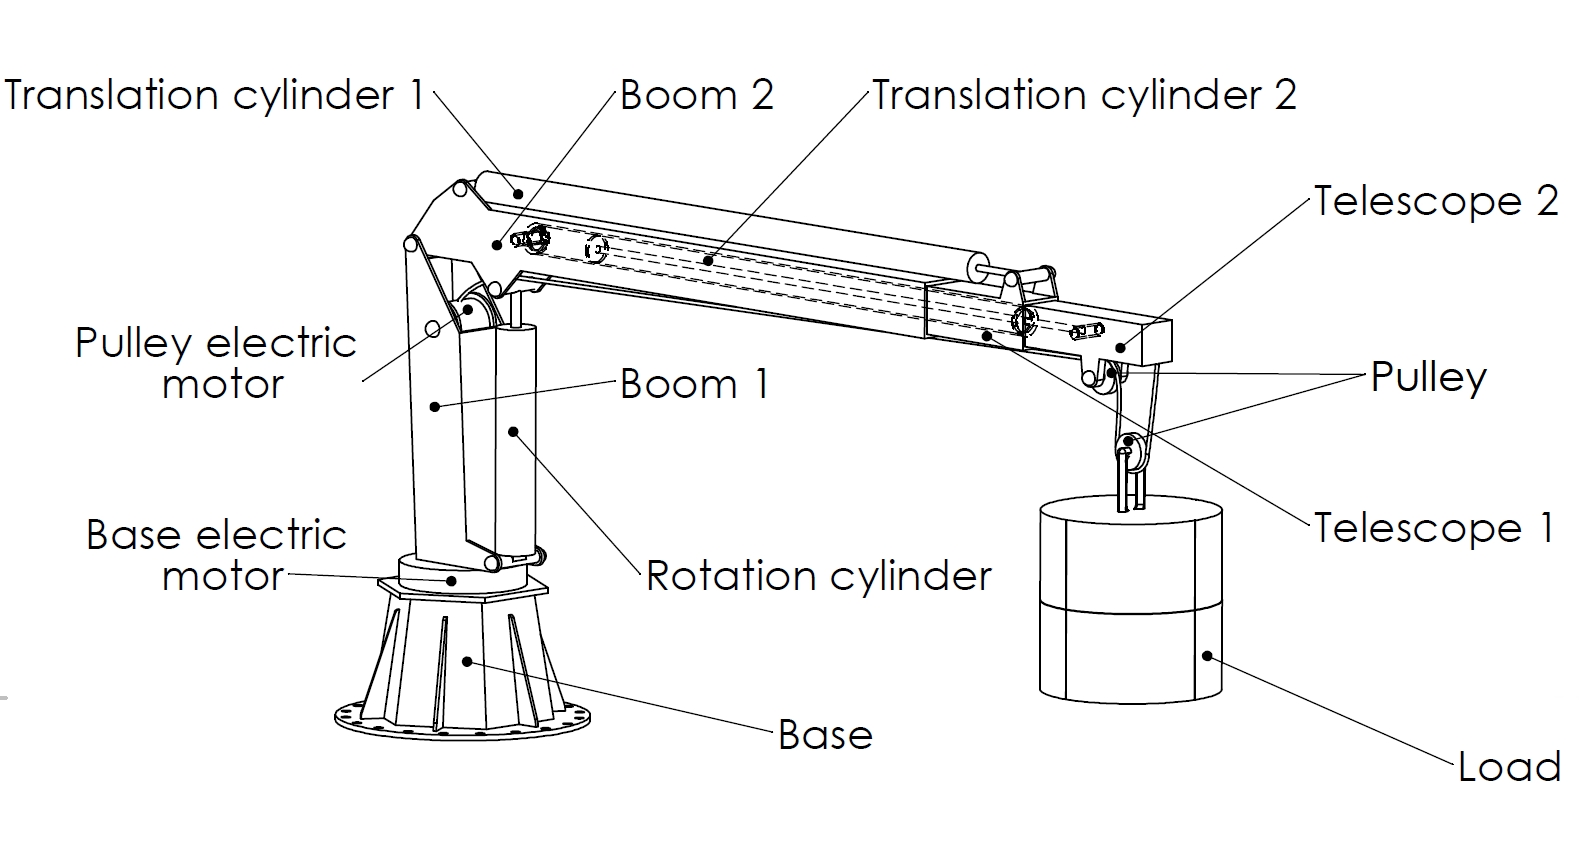 Translation cylinder 1
Boom 2
Translation cylinder 2
Telescope 2
Pulley electric
motor
Boom 1
Pulley
Base electric
motor
Rotation cylinder
Telescope 1
Base
Load